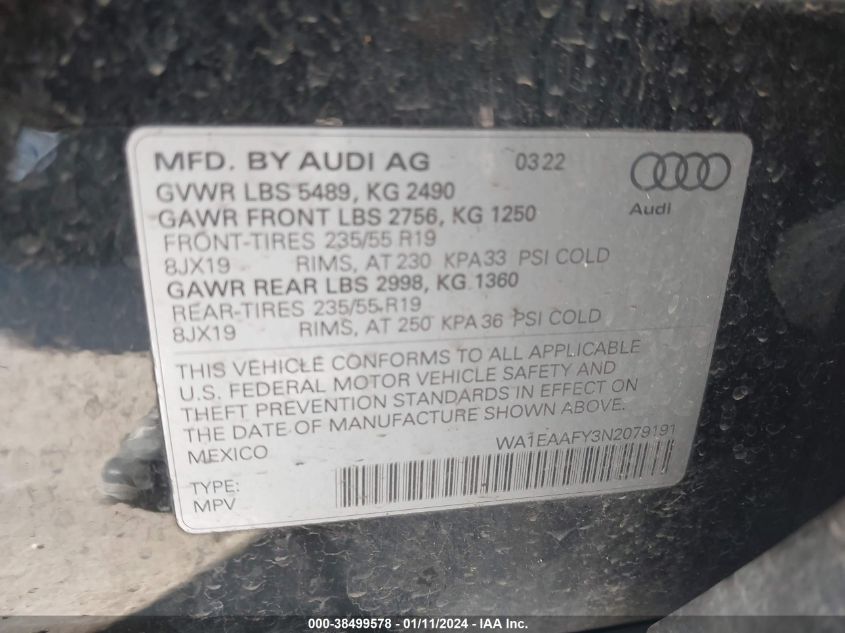 MFD. BY AUDI AG 03 22
Audi
GVWR LBS 5489, KG 2490
GAWR FRONT LBS 2756, KG 1250
FRONT-TIRES 235/55 R19
8JX19 RIMS, AT 230 KPA 33 PSI COLD
GAWR REAR LBS 2998, KG 1360
REAR-TIRES 235/55 R19
8JX19 RIMS, AT 250 KPA 36 PSI COLD
THIS VEHICLE CONFORMS TO ALL APPLICABLE
U.S. FEDERAL MOTOR VEHICLE SAFETY AND
THEFT PREVENTION STANDARDS IN EFFECT ON
THE DATE OF MANUFACTURE SHOWN ABOVE.
MEXICO WA1EAAFY3N2079191
TYPE:
MPV
000-38499578 - 01/11/2024 - IAA Inc.